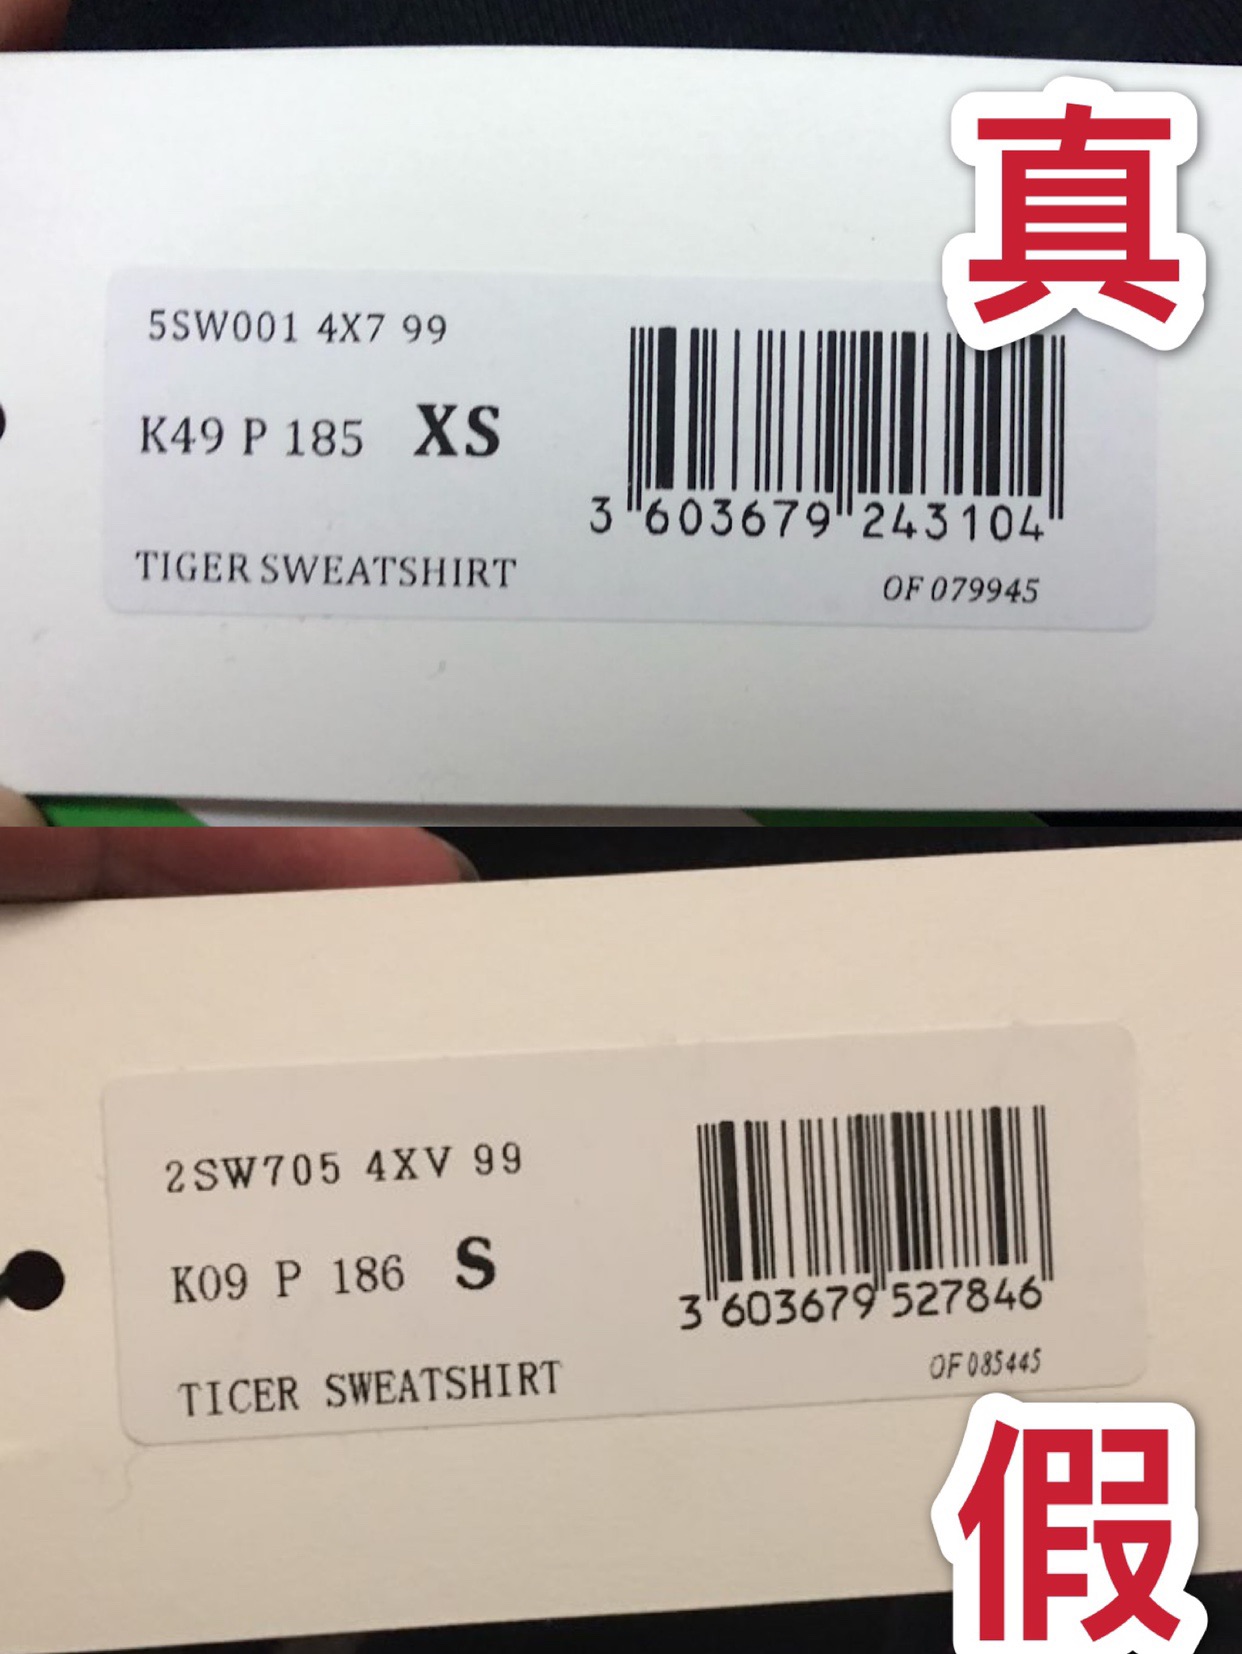 真
5SW001 4X7 99
K49 P 185 XS
3 603679 243104
TIGER SWEATSHIRT
OF 079945
2SW705 4XV 99
K09 P 186 S
3 603679 527846
TICER SWEATSHIRT
OF 085445
假